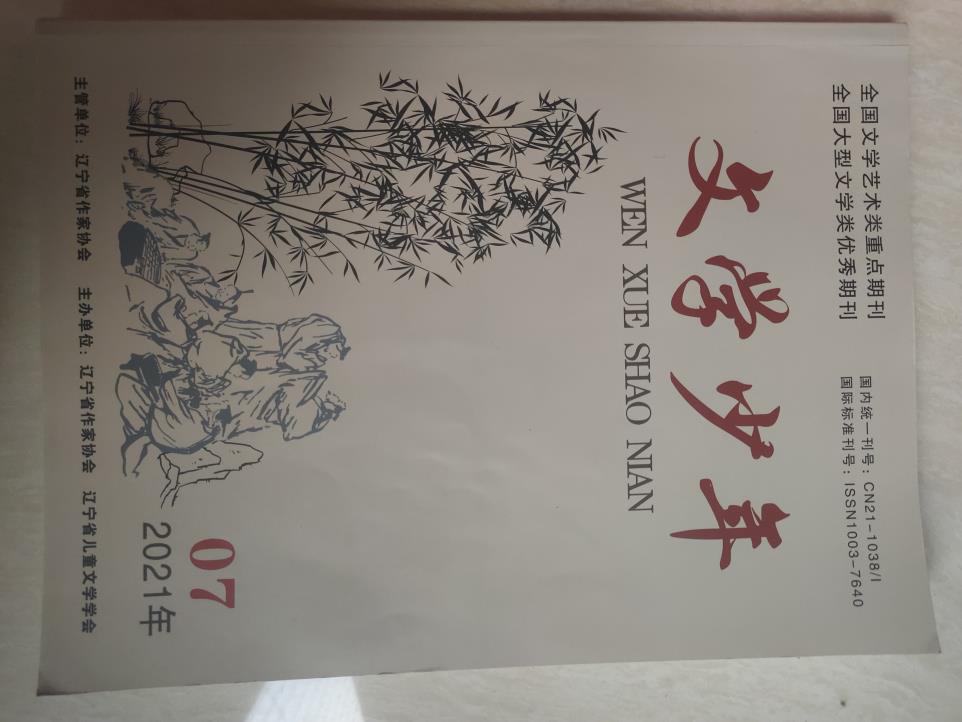 全国文学艺术类重点期刊
全国大型文学类优秀期刊
国内统一刊号：CN21-1038/I
国际标准刊号：ISSN1003-7640
文学少年
WEN XUE SHAO NIAN
07
2021年
主管单位：辽宁省作家协会 主办单位：辽宁省作家协会 辽宁省儿童文学学会